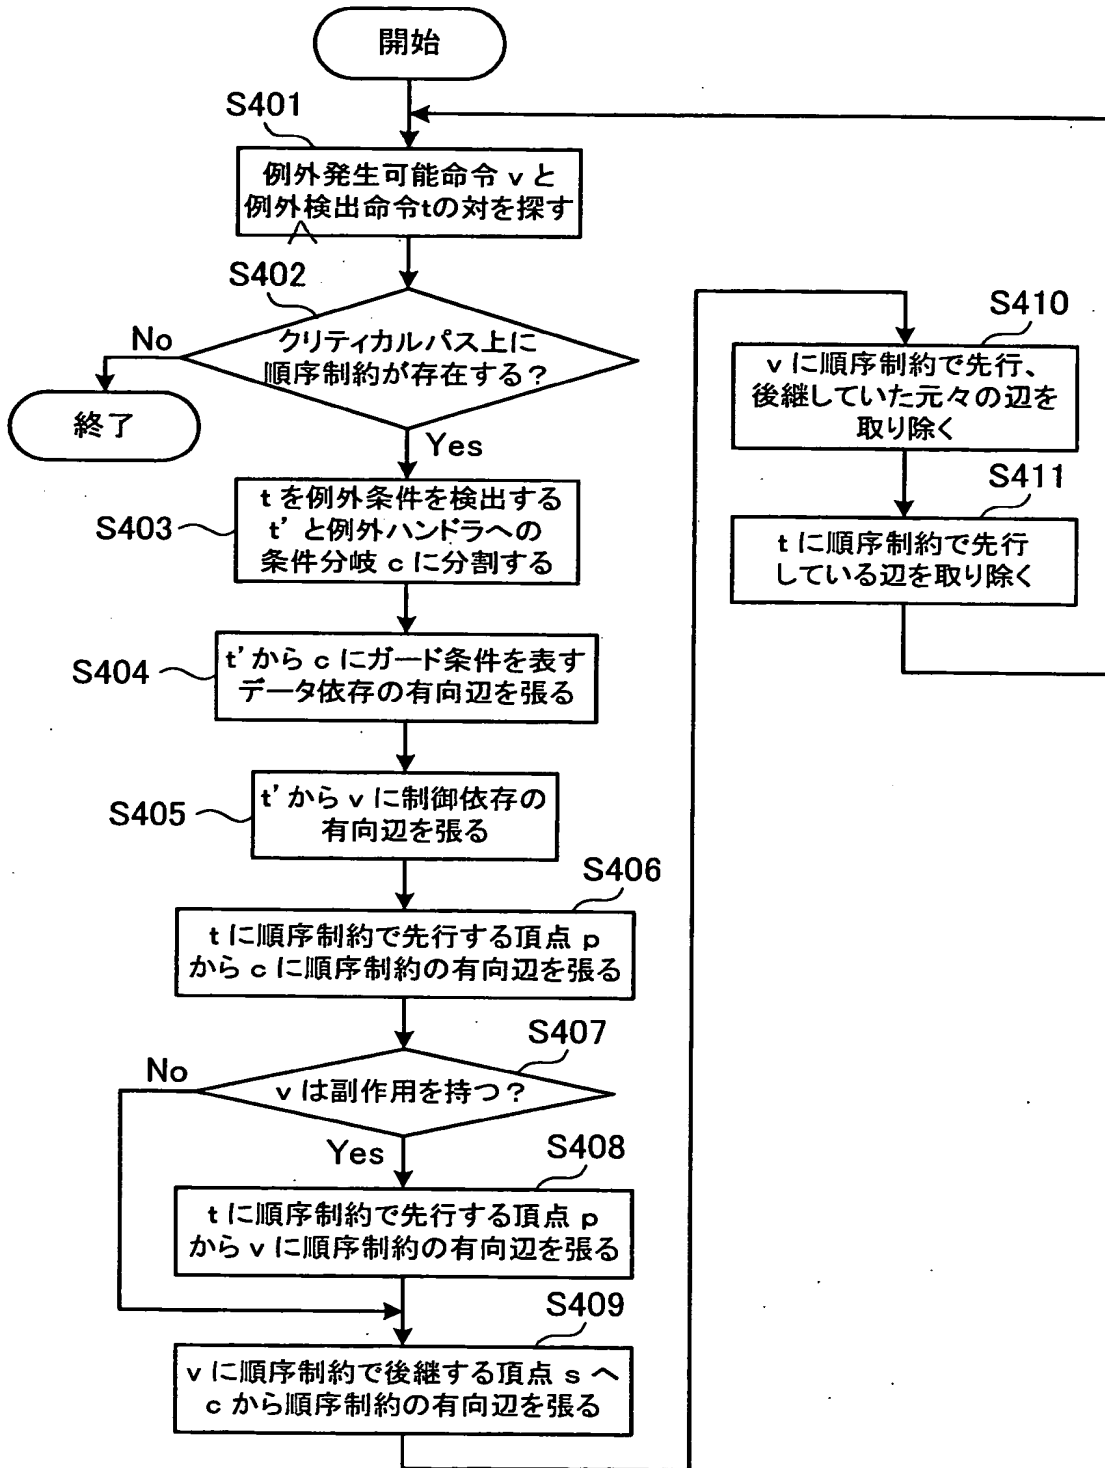 開始
S401
例外発生可能命令 v と
例外検出命令tの対を探す
S402
クリティカルパス上に
順序制約が存在する?
No
終了
Yes
S403
t を例外条件を検出する
t' と例外ハンドラへの
条件分岐 c に分割する
S404
t' から c にガード条件を表す
データ依存の有向辺を張る
S405
t' から v に制御依存の
有向辺を張る
S406
t に順序制約で先行する頂点 p
から c に順序制約の有向辺を張る
S407
No
v は副作用を持つ?
Yes
S408
t に順序制約で先行する頂点 p
から v に順序制約の有向辺を張る
S409
v に順序制約で後継する頂点 s へ
c から順序制約の有向辺を張る
S410
v に順序制約で先行、
後継していた元々の辺を
取り除く
S411
t に順序制約で先行
している辺を取り除く